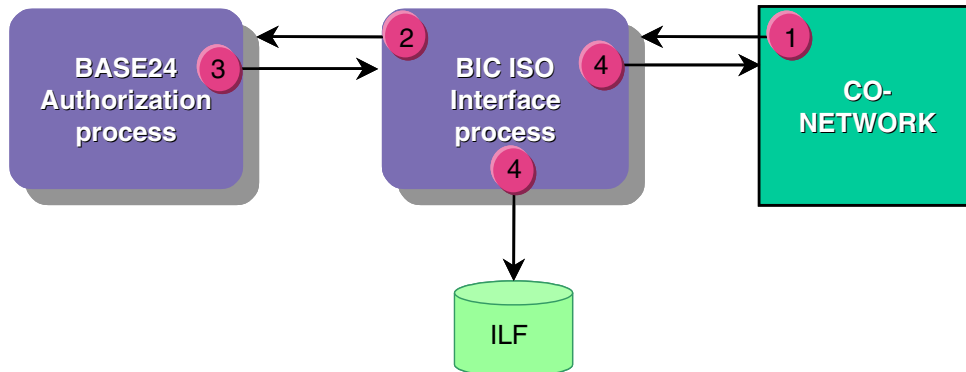 BASE24
Authorization
process
3
2
BIC ISO
Interface
process
4
4
1
CO-
NETWORK
ILF